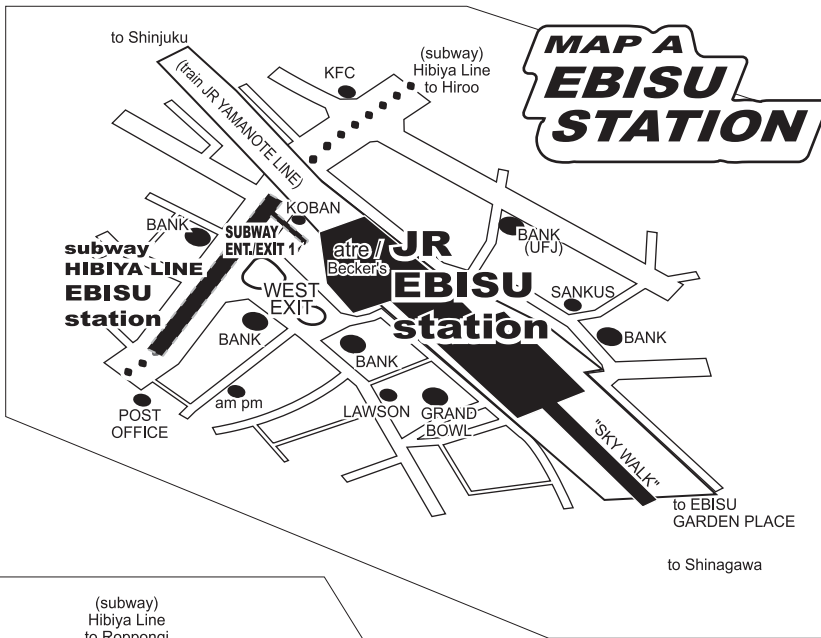 to Shinjuku
(train JR YAMANOTE LINE)
KFC
(subway)
Hibiya Line
to Hiroo
MAP A
EBISU
STATION
BANK
SUBWAY
ENT./EXIT 1
KOBAN
subway
HIBIYA LINE
EBISU
station
WEST
EXIT
atre /
Becker's
JR
EBISU
station
BANK
(UFJ)
SANKUS
BANK
BANK
BANK
POST
OFFICE
am pm
LAWSON
GRAND
BOWL
"SKY WALK"
to EBISU
GARDEN PLACE
to Shinagawa
(subway)
Hibiya Line
to Roppongi